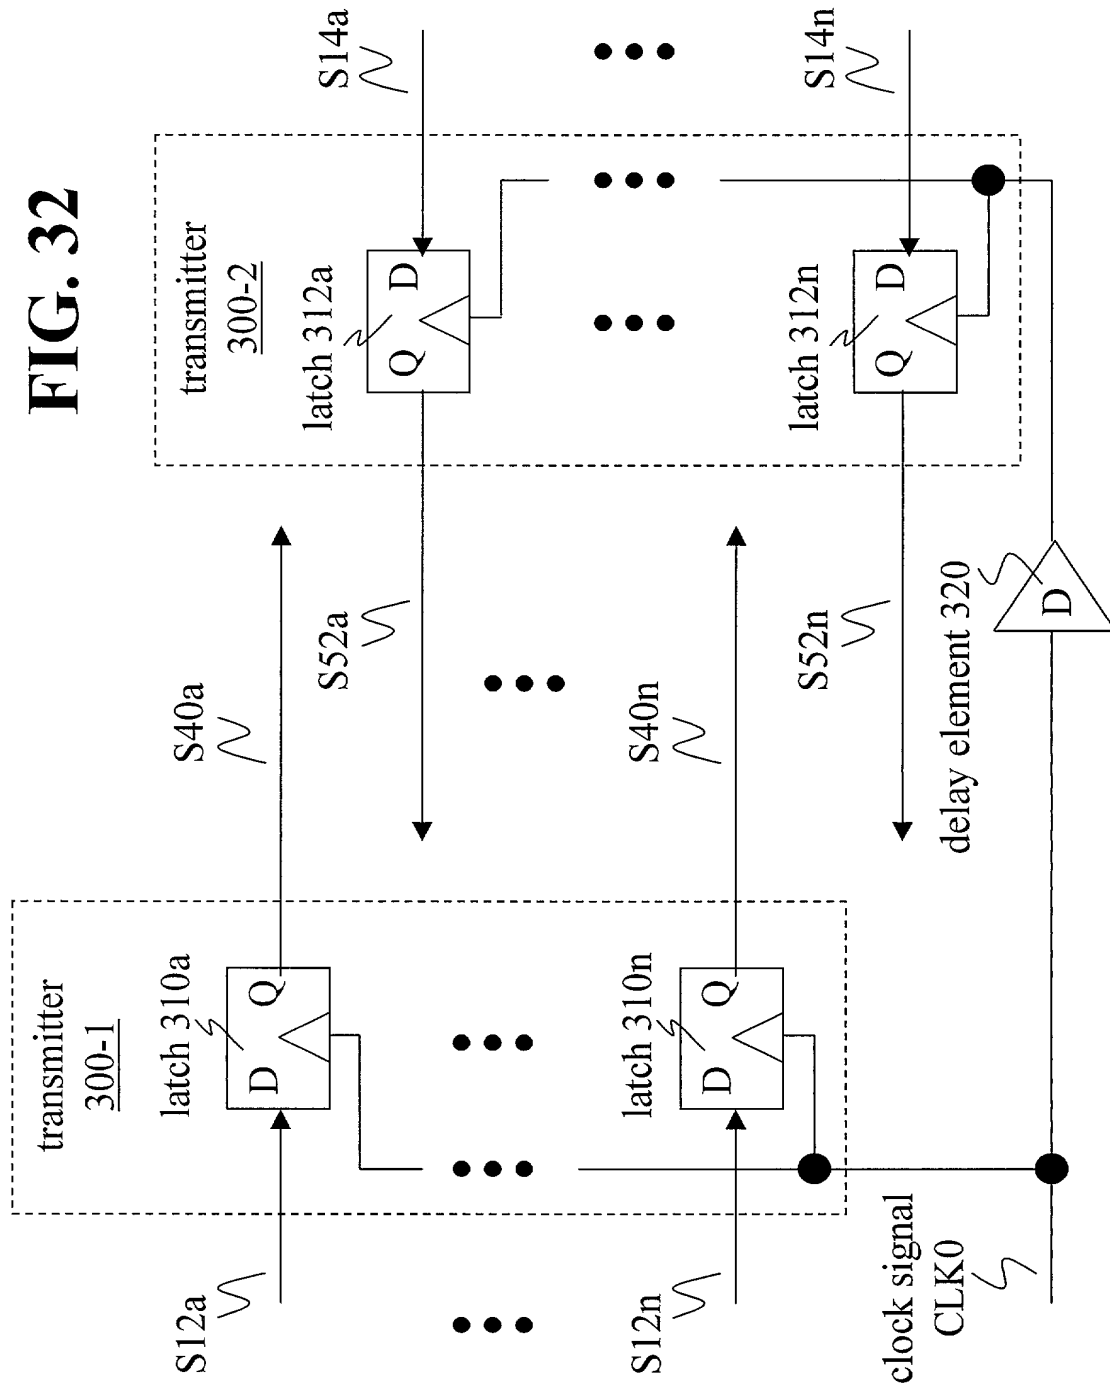 FIG. 32
transmitter
300-1
transmitter
300-2
S12a
latch 310a
D
Q
S40a
S52a
latch 312a
Q
D
S14a
S12n
latch 310n
D
Q
S40n
S52n
latch 312n
Q
D
S14n
clock signal
CLK0
delay element 320
D